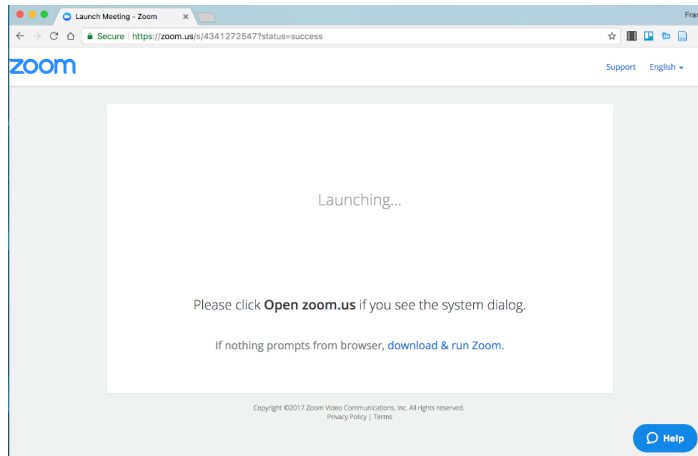 Launch Meeting - Zoom
Fras
Secure https://zoom.us/s/4341272547?status=success
zoom
Support English
Launching...
Please click Open zoom.us if you see the system dialog.
If nothing prompts from browser, download & run Zoom.
Copyright ©2017 Zoom Video Communications, Inc. All rights reserved.
Privacy Policy | Terms
Help